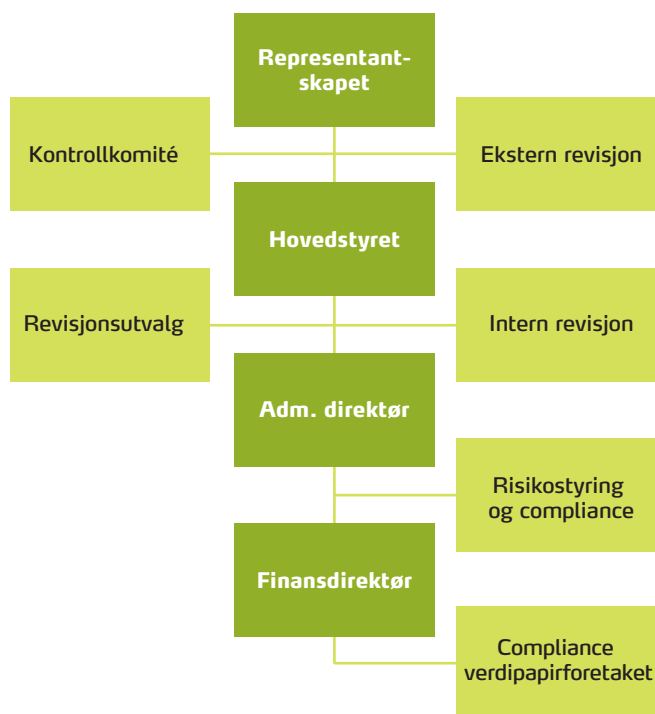 Representant-
skapet
Kontrollkomité
Ekstern revisjon
Hovedstyret
Revisjonsutvalg
Intern revisjon
Adm. direktør
Risikostyring
og compliance
Finansdirektør
Compliance
verdipapirforetaket